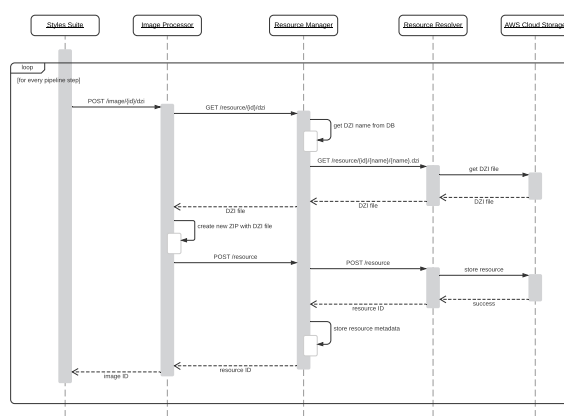 Styles Suite
Image Processor
Resource Manager
Resource Resolver
AWS Cloud Storage
loop
[for every pipeline step]
POST /image/{id}/dzi
GET /resource/{id}/dzi
get DZI name from DB
GET /resource/{id}/{name}/{name}.dzi
get DZI file
DZI file
DZI file
DZI file
create new ZIP with DZI file
POST /resource
POST /resource
store resource
success
resource ID
store resource metadata
resource ID
image ID